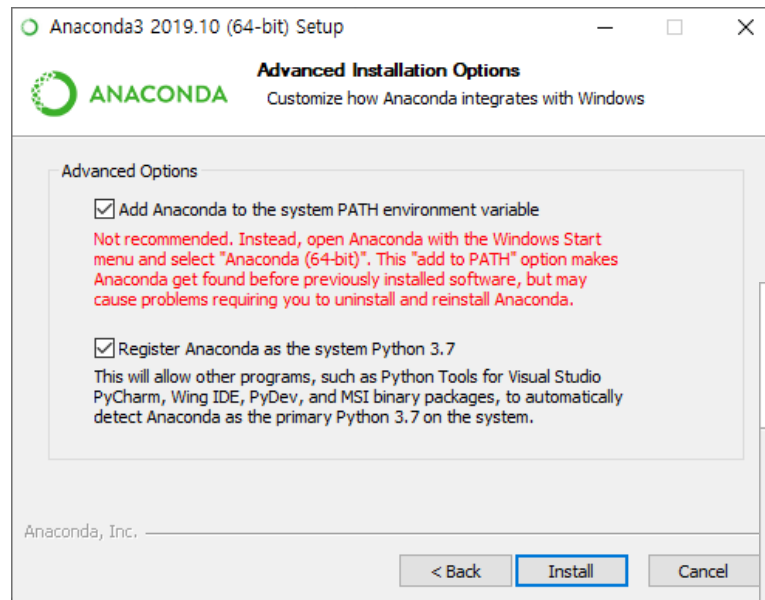 Anaconda3 2019.10 (64-bit) Setup
ANACONDA
Advanced Installation Options
Customize how Anaconda integrates with Windows
Advanced Options
Add Anaconda to the system PATH environment variable
Not recommended. Instead, open Anaconda with the Windows Start
menu and select "Anaconda (64-bit)". This "add to PATH" option makes
Anaconda get found before previously installed software, but may
cause problems requiring you to uninstall and reinstall Anaconda.
Register Anaconda as the system Python 3.7
This will allow other programs, such as Python Tools for Visual Studio
PyCharm, Wing IDE, PyDev, and MSI binary packages, to automatically
detect Anaconda as the primary Python 3.7 on the system.
Anaconda, Inc.
< Back
Install
Cancel